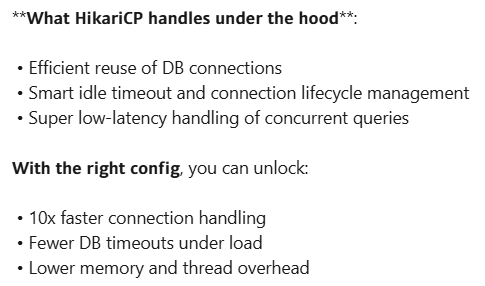 **What HikariCP handles under the hood**:
• Efficient reuse of DB connections
• Smart idle timeout and connection lifecycle management
• Super low-latency handling of concurrent queries
With the right config, you can unlock:
• 10x faster connection handling
• Fewer DB timeouts under load
• Lower memory and thread overhead